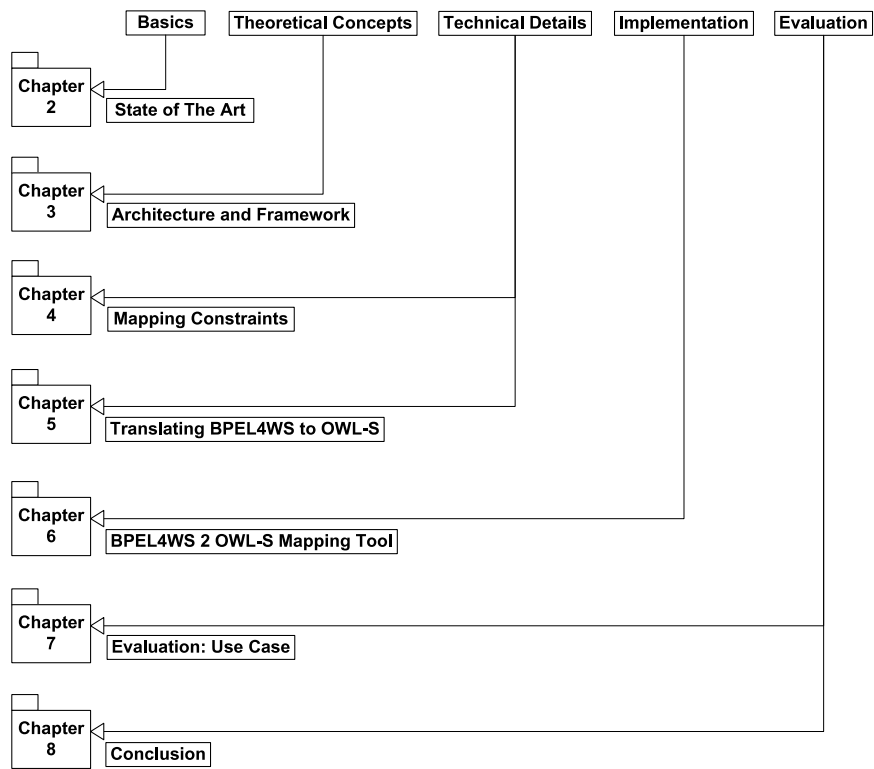 Basics
Theoretical Concepts
Technical Details
Implementation
Evaluation
Chapter
2
State of The Art
Chapter
3
Architecture and Framework
Chapter
4
Mapping Constraints
Chapter
5
Translating BPEL4WS to OWL-S
Chapter
6
BPEL4WS 2 OWL-S Mapping Tool
Chapter
7
Evaluation: Use Case
Chapter
8
Conclusion